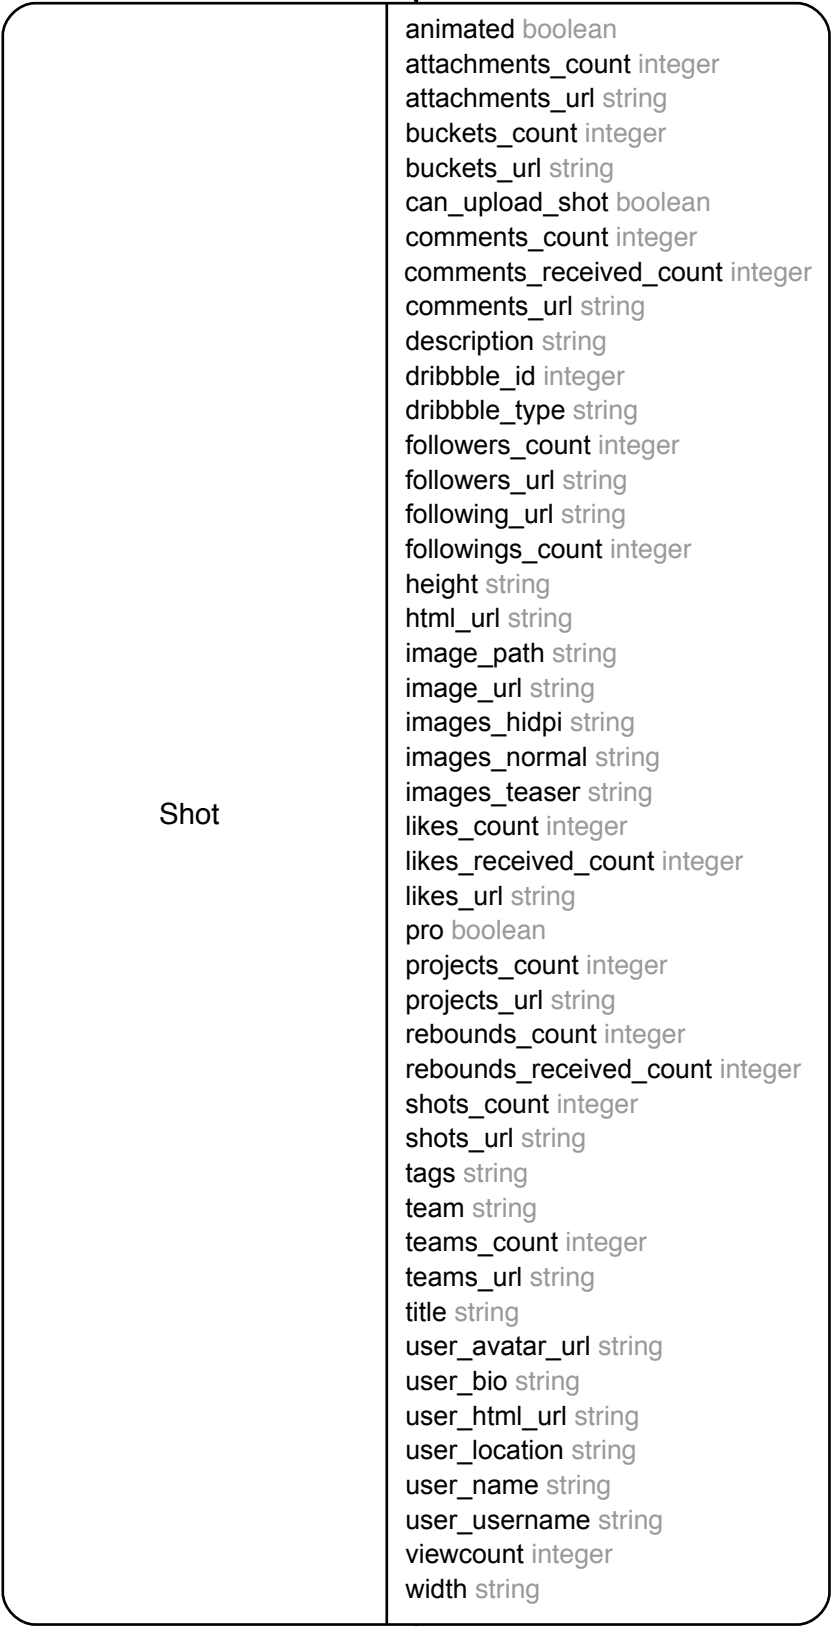 Shot
animated boolean
attachments_count integer
attachments_url string
buckets_count integer
buckets_url string
can_upload_shot boolean
comments_count integer
comments_received_count integer
comments_url string
description string
dribbble_id integer
dribbble_type string
followers_count integer
followers_url string
following_url string
followings_count integer
height string
html_url string
image_path string
image_url string
images_hidpi string
images_normal string
images_teaser string
likes_count integer
likes_received_count integer
likes_url string
pro boolean
projects_count integer
projects_url string
rebounds_count integer
rebounds_received_count integer
shots_count integer
shots_url string
tags string
team string
teams_count integer
teams_url string
title string
user_avatar_url string
user_bio string
user_html_url string
user_location string
user_name string
user_username string
viewcount integer
width string